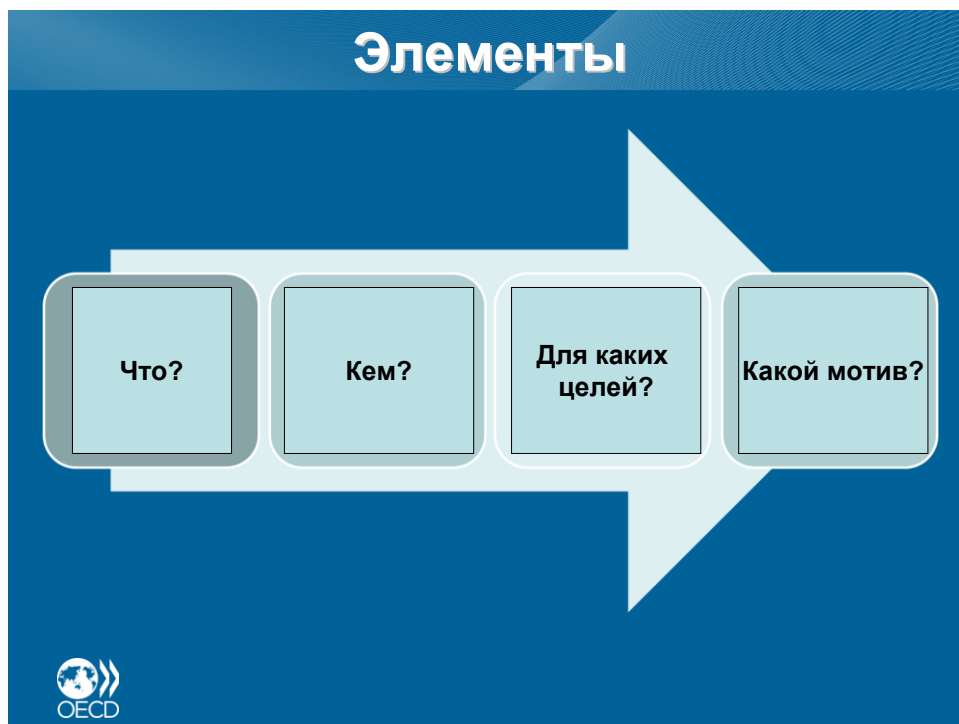 Элементы
Что?
Кем?
Для каких
целей?
Какой мотив?
OECD